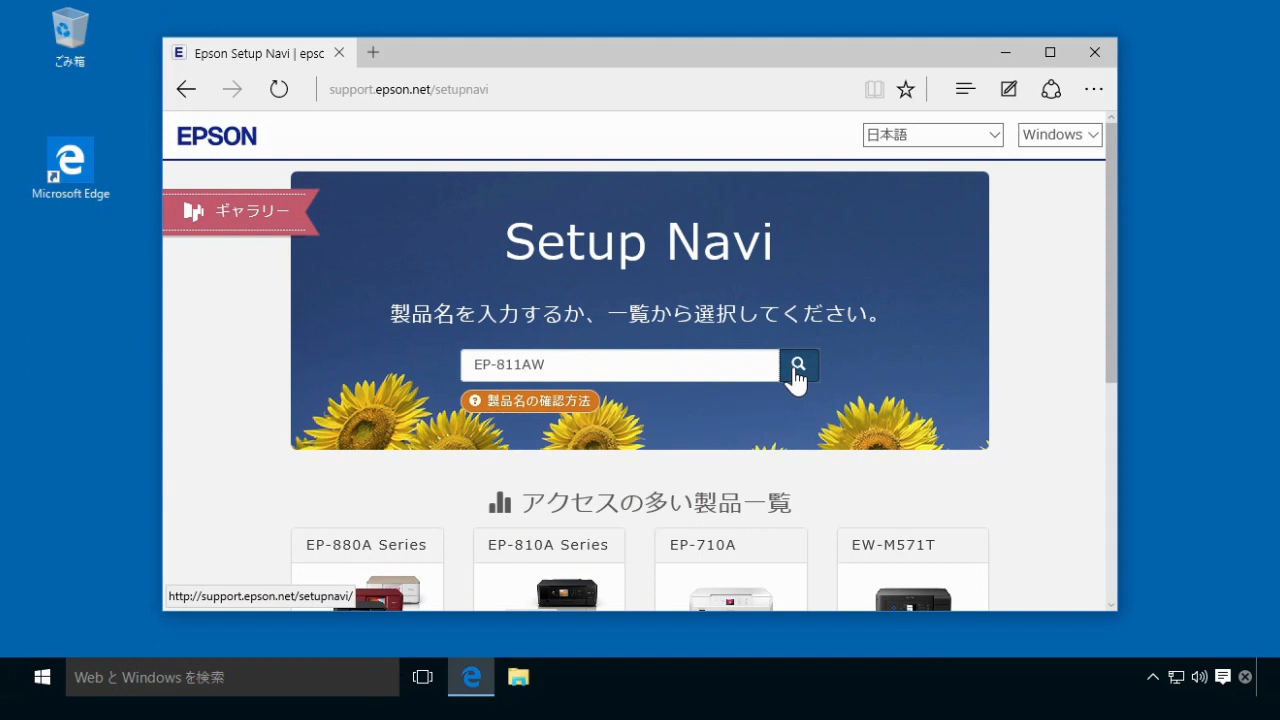 ごみ箱
Microsoft Edge
E Epson Setup Navi | epsc
support.epson.net/setupnavi
EPSON
日本語
Windows
ギャラリー
Setup Navi
製品名を入力するか、一覧から選択してください。
EP-811AW
製品名の確認方法
アクセスの多い製品一覧
EP-880A Series
EP-810A Series
EP-710A
EW-M571T
http://support.epson.net/setupnavi/
Web と Windows を検索